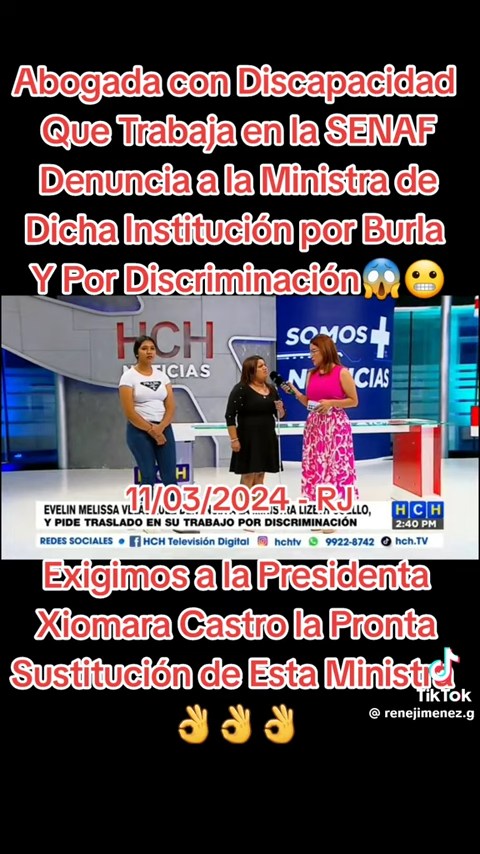 Abogada con Discapacidad
Que Trabaja en la SENAF
Denuncia a la Ministra de
Dicha Institución por Burla
Y Por Discriminación😱😬
HCH
NOTICIAS
SOMOS+
NOTICIAS
HCH
11/03/2024 - RJ
EVELIN MELISSA
Y PIDE TRASLADO EN SU TRABAJO POR DISCRIMINACIÓN
HCH
2:40 PM
REDES SOCIALES HCH Televisión Digital hchtv 9922-8742 hch.TV
Exigimos a la Presidenta
Xiomara Castro la Pronta
Sustitución de Esta Ministra
👌👌👌
TikTok
@ renejimenez.g